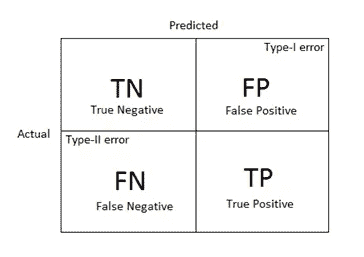 Predicted
Type-I error
TN
True Negative
FP
False Positive
Actual
Type-II error
FN
False Negative
TP
True Positive